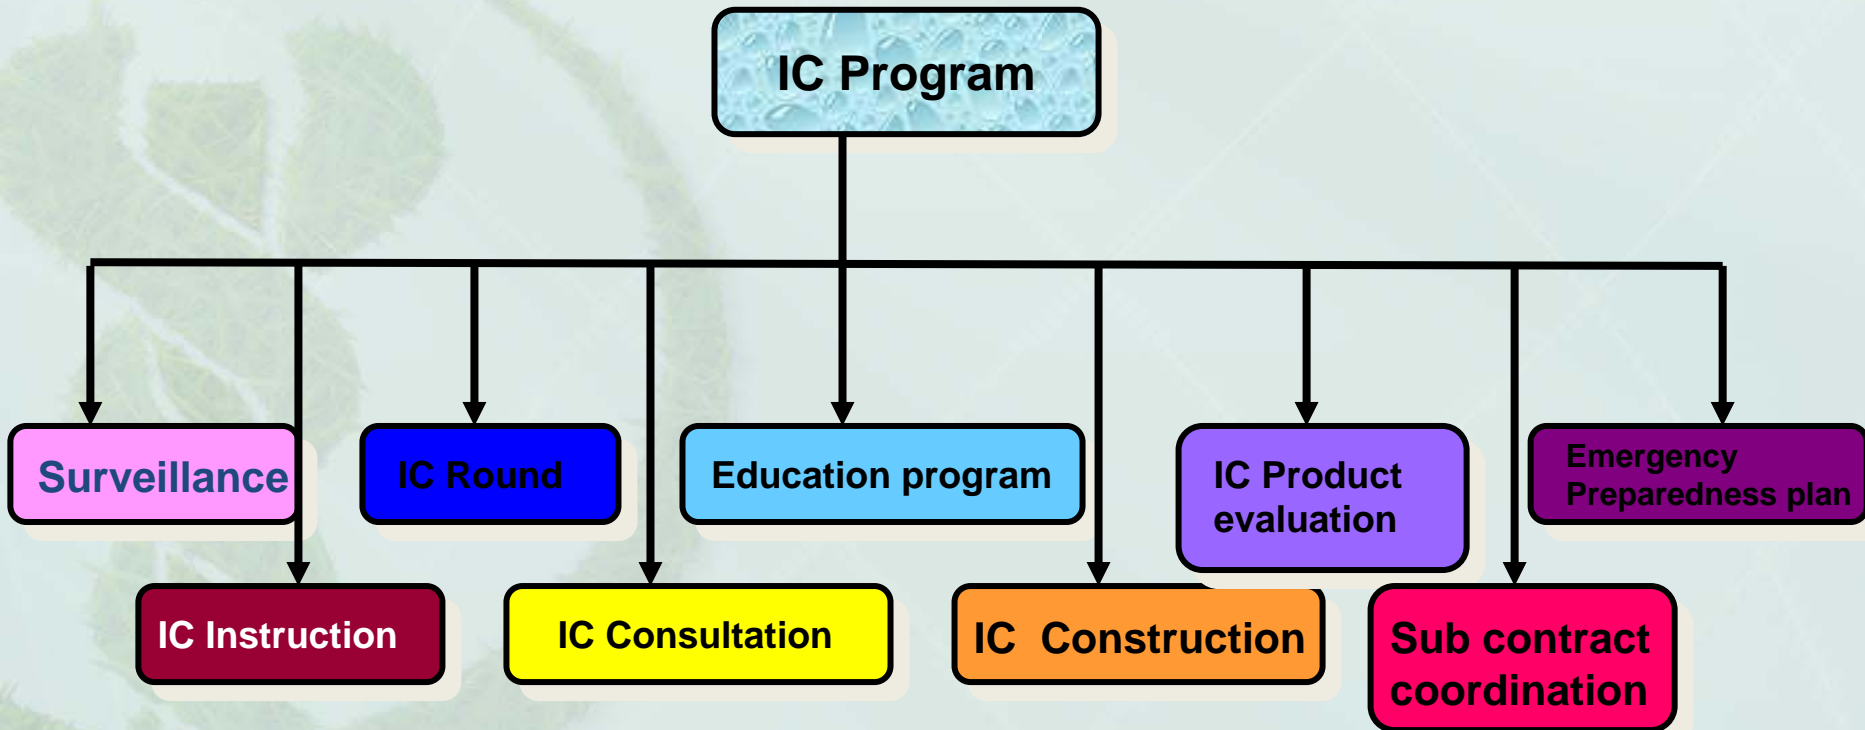 IC Program
Surveillance
IC Round
Education program
IC Product
evaluation
Emergency
Preparedness plan
IC Instruction
IC Consultation
IC  Construction
Sub contract
coordination